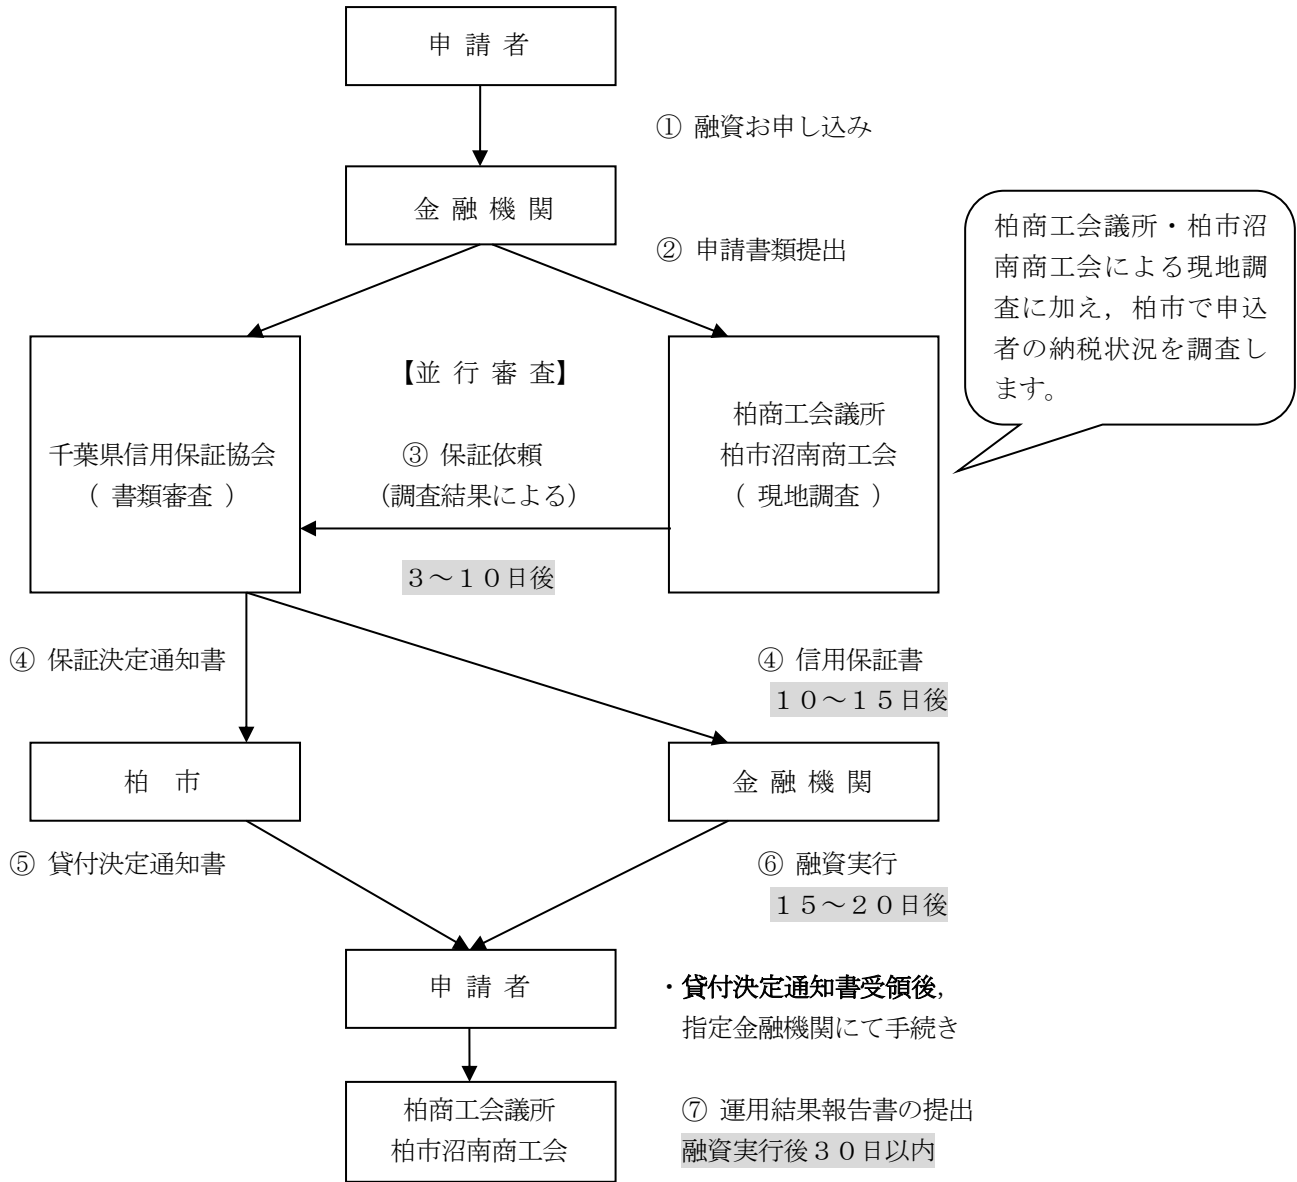 申 請 者
① 融資お申し込み
金 融 機 関
② 申請書類提出
柏商工会議所・柏市沼
南商工会による現地調
査に加え，柏市で申込
者の納税状況を調査し
ます。
【並 行 審 査】
千葉県信用保証協会
（ 書類審査 ）
③ 保証依頼
（調査結果による）
３～１０日後
柏商工会議所
柏市沼南商工会
（ 現地調査 ）
④ 保証決定通知書
④ 信用保証書
１０～１５日後
柏　市
金 融 機 関
⑤ 貸付決定通知書
⑥ 融資実行
１５～２０日後
申 請 者
・貸付決定通知書受領後，
指定金融機関にて手続き
柏商工会議所
柏市沼南商工会
⑦ 運用結果報告書の提出
融資実行後３０日以内